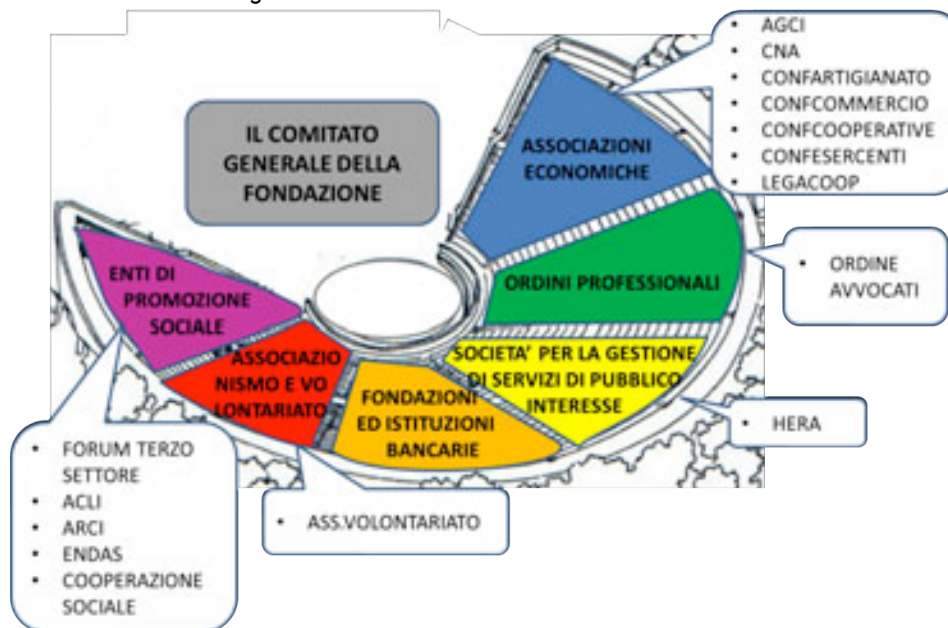 IL COMITATO
GENERALE DELLA
FONDAZIONE
ASSOCIAZIONI
ECONOMICHE
• AGCI
• CNA
• CONFARTIGIANATO
• CONFCOMMERCIO
• CONFCOOPERATIVE
• CONFESERCENTI
• LEGACOOP
ORDINI PROFESSIONALI
• ORDINE
AVVOCATI
SOCIETA' PER LA GESTIONE
DI SERVIZI DI PUBBLICO
INTERESSE
• HERA
FONDAZIONI
ED ISTITUZIONI
BANCARIE
ASSOCIAZIO
NISMO E VO
LONTARIATO
• ASS.VOLONTARIATO
ENTI DI
PROMOZIONE
SOCIALE
• FORUM TERZO
SETTORE
• ACLI
• ARCI
• ENDAS
• COOPERAZIONE
SOCIALE